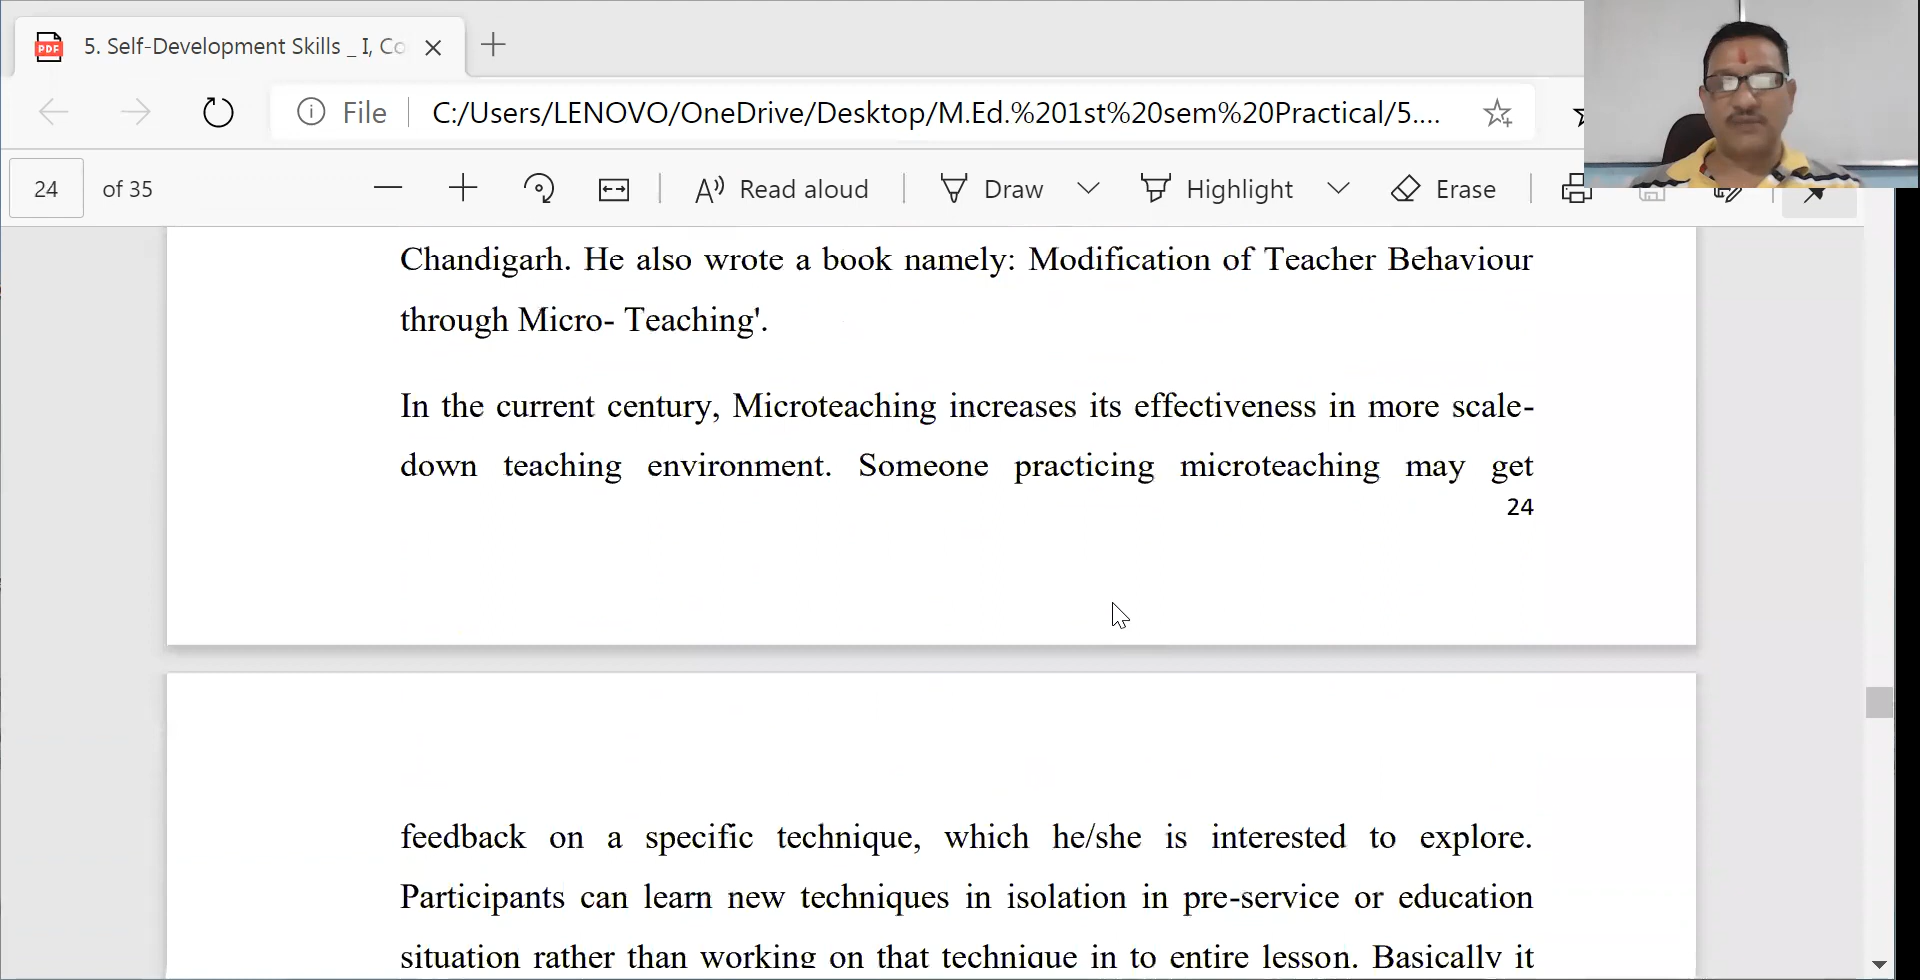 5. Self-Development Skills _ I, Co
File
C:/Users/LENOVO/OneDrive/Desktop/M.Ed.%201st%20sem%20Practical/5....
24 of 35
Read aloud
Draw
Highlight
Erase
Chandigarh. He also wrote a book namely: Modification of Teacher Behaviour
through Micro- Teaching'.
In the current century, Microteaching increases its effectiveness in more scale-
down teaching environment. Someone practicing microteaching may get
24
feedback on a specific technique, which he/she is interested to explore.
Participants can learn new techniques in isolation in pre-service or education
situation rather than working on that technique in to entire lesson. Basically it